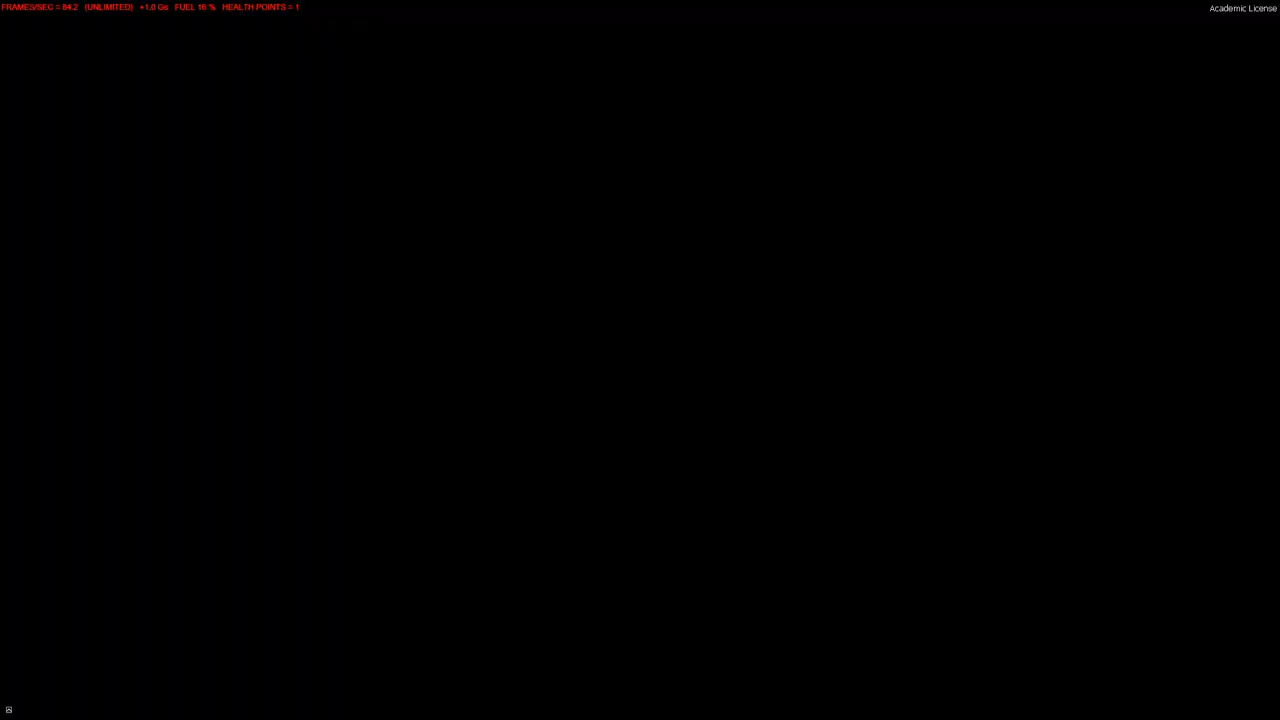 FRAMES/SEC = 84.2 (UNLIMITED) +1.0 Gs FUEL 16 % HEALTH POINTS = 1
Academic License